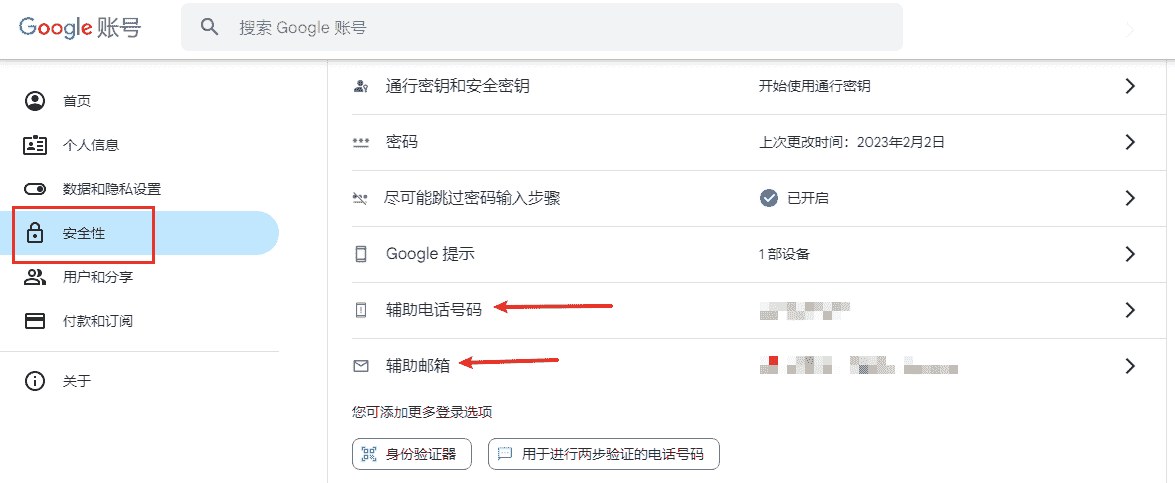 Google 账号
搜索 Google 账号
首页
个人信息
数据和隐私设置
安全性
用户和分享
付款和订阅
关于
通行密钥和安全密钥
开始使用通行密钥
密码
上次更改时间：2023年2月2日
尽可能跳过密码输入步骤
已开启
Google 提示
1 部设备
辅助电话号码
辅助邮箱
您可添加更多登录选项
身份验证器
用于进行两步验证的电话号码